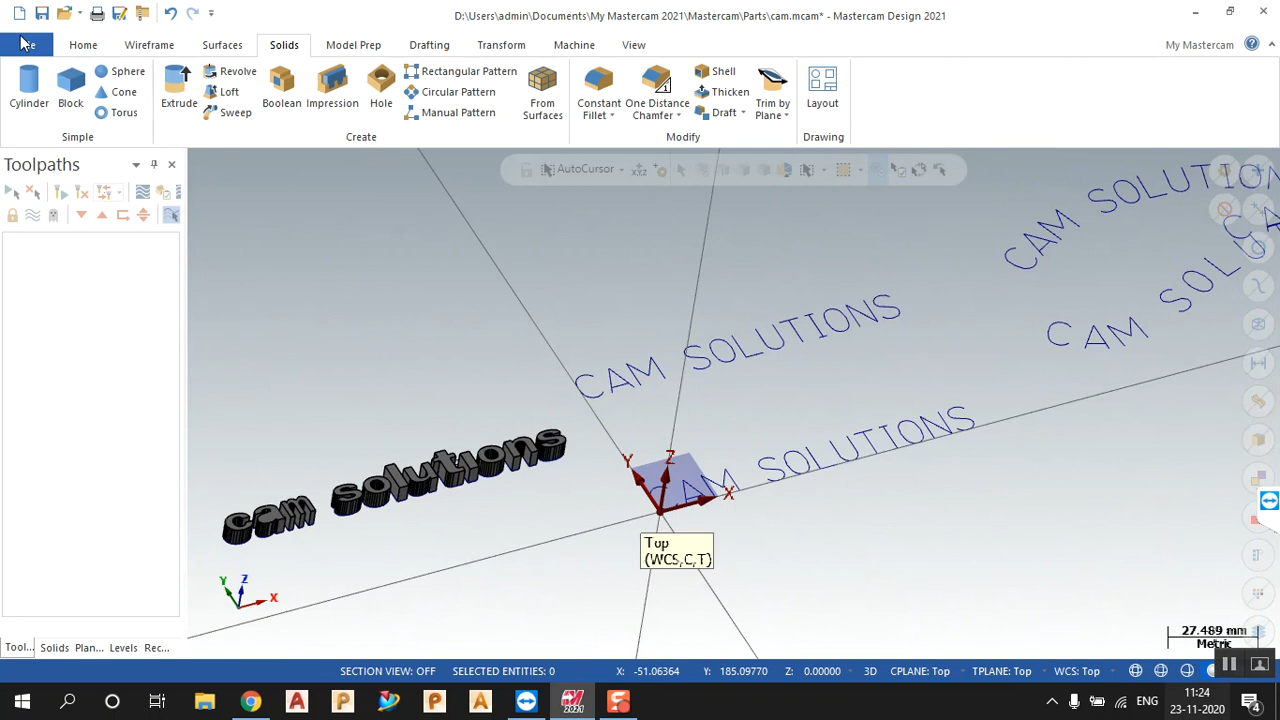 D:\Users\admin\Documents\My Mastercam 2021\Mastercam\Parts\cam.mcam* - Mastercam Design 2021
Home Wireframe Surfaces Solids Model Prep Drafting Transform Machine View My Mastercam
Cylinder Block Sphere Cone Torus
Extrude Revolve Loft Sweep
Boolean Impression Hole
Rectangular Pattern
Circular Pattern
Manual Pattern
From Surfaces
Constant Fillet
One Distance Chamfer
Shell
Thicken
Draft
Trim by Plane
Layout
Simple Create Modify Drawing
Toolpaths
AutoCursor
CAM SOLUTION
CAM SOLU
CAM SOLUTIONS
CAM SOLUTIONS
cam solutions
Y Z X
Top
(WCS,C,T)
Y Z X
27.489 mm
Metric
Tool... Solids Plan... Levels Rec...
SECTION VIEW: OFF SELECTED ENTITIES: 0 X: -51.06364 Y: 185.09770 Z: 0.00000 3D CPLANE: Top TPLANE: Top WCS: Top
2021
ENG
11:24
23-11-2020
4